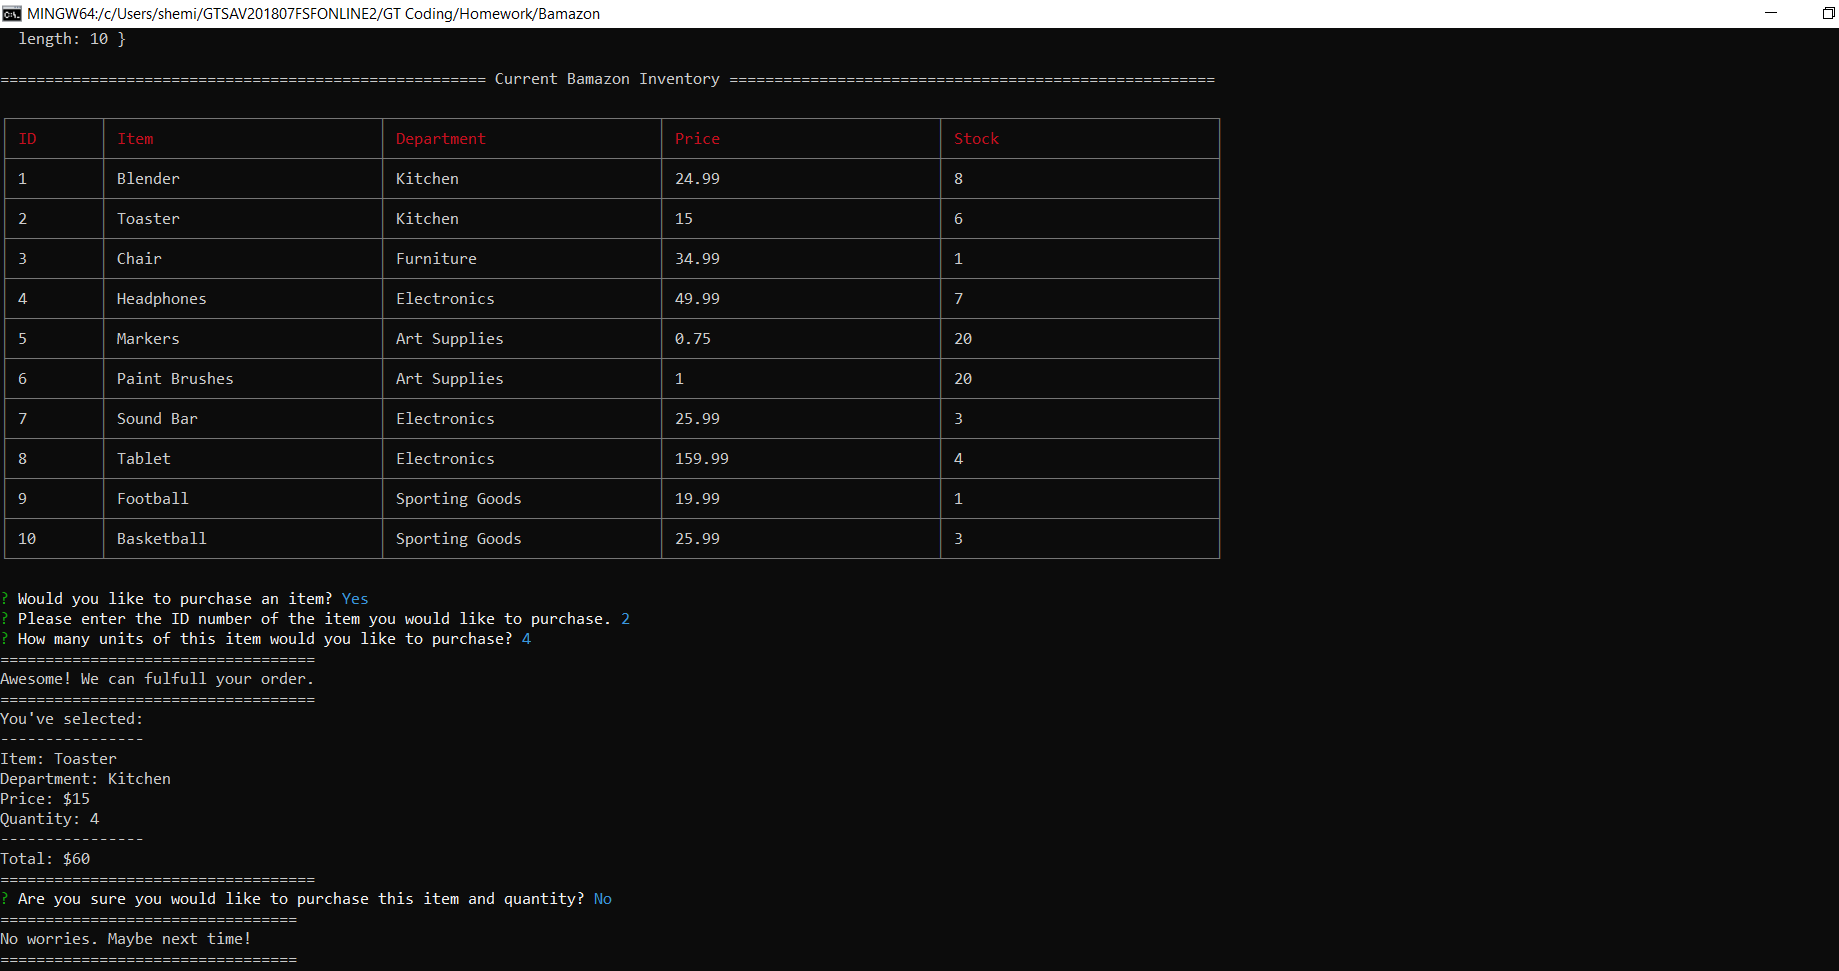 MINGW64:/c/Users/shemi/GTSAV201807FSFONLINE2/GT Coding/Homework/Bamazon
length: 10 }
====================================================== Current Bamazon Inventory ======================================================
ID Item Department Price Stock
1 Blender Kitchen 24.99 8
2 Toaster Kitchen 15 6
3 Chair Furniture 34.99 1
4 Headphones Electronics 49.99 7
5 Markers Art Supplies 0.75 20
6 Paint Brushes Art Supplies 1 20
7 Sound Bar Electronics 25.99 3
8 Tablet Electronics 159.99 4
9 Football Sporting Goods 19.99 1
10 Basketball Sporting Goods 25.99 3
? Would you like to purchase an item? Yes
? Please enter the ID number of the item you would like to purchase. 2
? How many units of this item would you like to purchase? 4
===================================
Awesome! We can fulfull your order.
===================================
You've selected:
----------------
Item: Toaster
Department: Kitchen
Price: $15
Quantity: 4
----------------
Total: $60
===================================
? Are you sure you would like to purchase this item and quantity? No
=================================
No worries. Maybe next time!
=================================